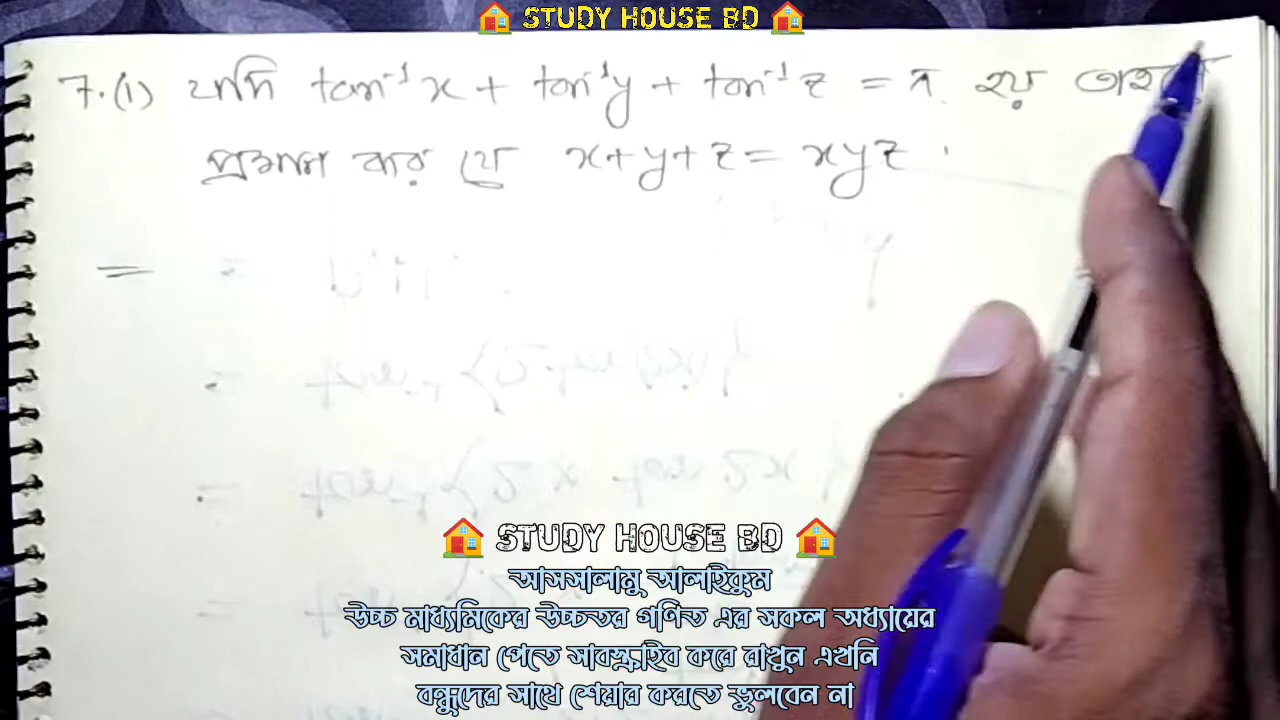 🏠 STUDY HOUSE BD 🏠
7.(i) যদি tan⁻¹x + tan⁻¹y + tan⁻¹z = π হয় তাহলে
প্রমাণ কর যে x+y+z = xyz .
=
🏠 STUDY HOUSE BD 🏠
আসসালামু আলাইকুম
উচ্চ মাধ্যমিকের উচ্চতর গণিত এর সকল অধ্যায়ের
সমাধান পেতে সাবস্ক্রাইব করে রাখুন এখনি
বন্ধুদের সাথে শেয়ার করতে ভুলবেন না